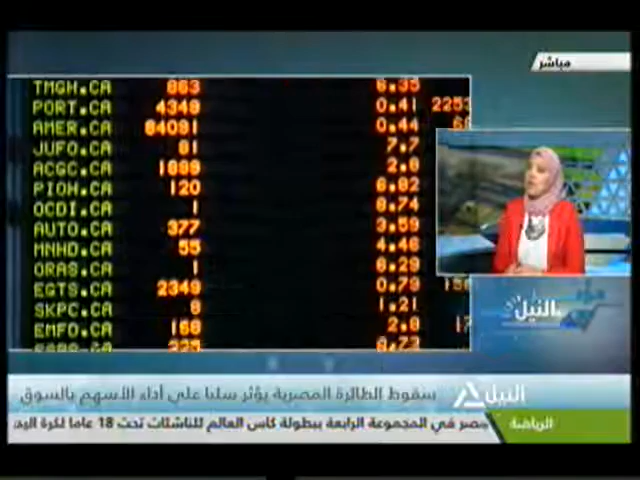 مباشر
TMGH.CA 863 6.35
PORT.CA 4349 0.41 2253
AMER.CA 84091 0.44
JUFO.CA 81 7.7
ACGC.CA 1899 2.8
PIOH.CA 120 6.82
OCDI.CA 1 8.74
AUTO.CA 377 3.59
MNHD.CA 55 4.46
ORAS.CA 1 6.29
EGTS.CA 2349 0.79
SKPC.CA 8 1.21
EMFO.CA 168 2.8
النيل
سقوط الطائرة المصرية يؤثر سلبا على أداء الأسهم بالسوق
النيل
مصر في المجموعة الرابعة ببطولة كاس العالم للناشئات تحت 18 عاما لكرة اليد
الرياضة